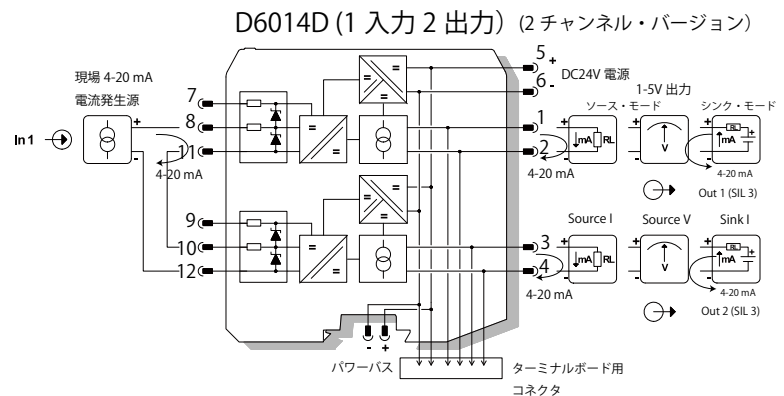 D6014D (1 入力 2 出力) (2 チャンネル・バージョン)
現場 4-20 mA
電流発生源
In 1
+
-
4-20 mA
7
8
11
9
10
12
5 +
6 -
DC24V 電源
1
2
4-20 mA
3
4
4-20 mA
1-5V 出力
ソース・モード
シンク・モード
+
-
mA
RL
+
-
V
+
-
RL
mA
4-20 mA
Out 1 (SIL 3)
Source I
Source V
Sink I
+
-
mA
RL
+
-
V
+
-
RL
mA
4-20 mA
Out 2 (SIL 3)
- +
パワーバス
ターミナルボード用
コネクタ